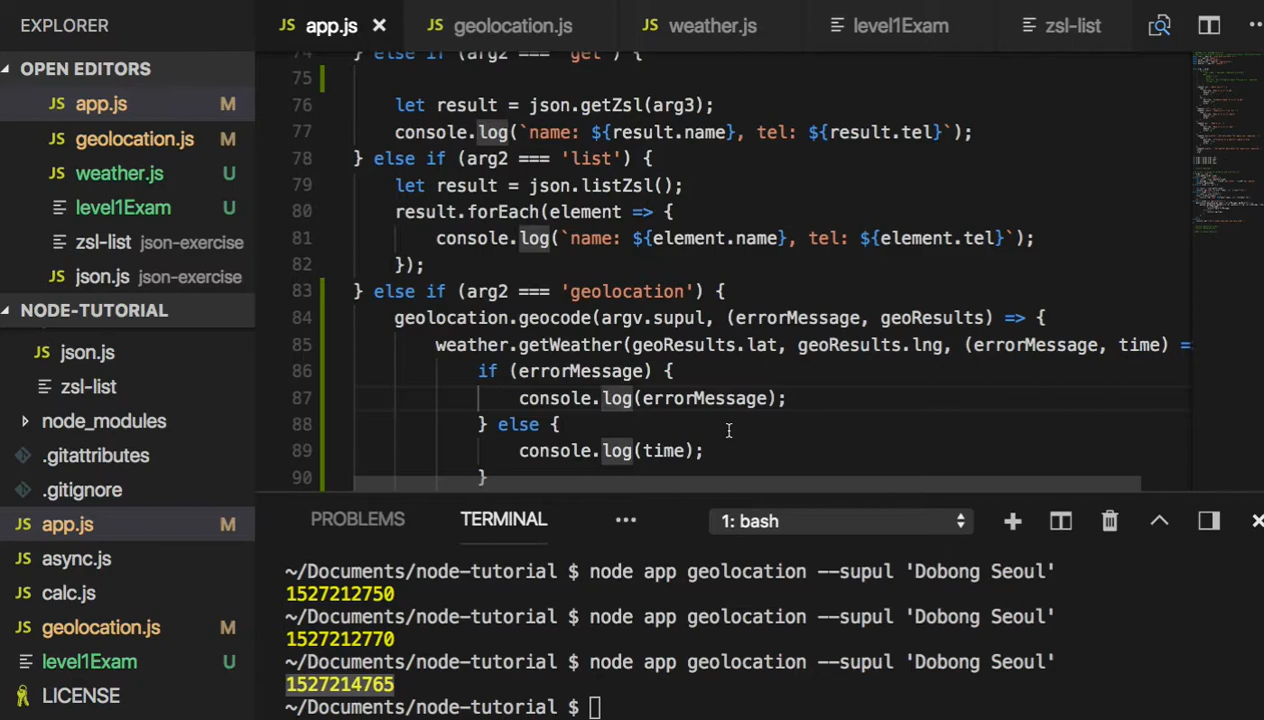 EXPLORER
JS app.js ✕ JS geolocation.js JS weather.js level1Exam zsl-list
OPEN EDITORS
JS app.js M
JS geolocation.js M
JS weather.js U
level1Exam U
zsl-list json-exercise
JS json.js json-exercise
NODE-TUTORIAL
JS json.js
zsl-list
node_modules
.gitattributes
.gitignore
JS app.js M
JS async.js
JS calc.js
JS geolocation.js M
level1Exam U
LICENSE
74 } else if (arg2 === 'get') {
75
76 let result = json.getZsl(arg3);
77 console.log(`name: ${result.name}, tel: ${result.tel}`);
78 } else if (arg2 === 'list') {
79 let result = json.listZsl();
80 result.forEach(element => {
81 console.log(`name: ${element.name}, tel: ${element.tel}`);
82 });
83 } else if (arg2 === 'geolocation') {
84 geolocation.geocode(argv.supul, (errorMessage, geoResults) => {
85 weather.getWeather(geoResults.lat, geoResults.lng, (errorMessage, time) =
86 if (errorMessage) {
87 console.log(errorMessage);
88 } else {
89 console.log(time);
90 }
PROBLEMS TERMINAL ••• 1: bash
~/Documents/node-tutorial $ node app geolocation --supul 'Dobong Seoul'
1527212750
~/Documents/node-tutorial $ node app geolocation --supul 'Dobong Seoul'
1527212770
~/Documents/node-tutorial $ node app geolocation --supul 'Dobong Seoul'
1527214765
~/Documents/node-tutorial $